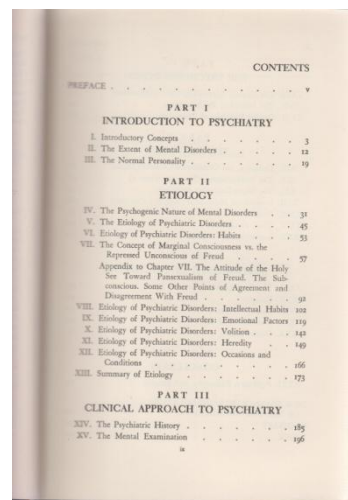 CONTENTS
PREFACE . . . . . . . . . . . . v
PART I
INTRODUCTION TO PSYCHIATRY
I. Introductory Concepts . . . . . . . 3
II. The Extent of Mental Disorders . . . . . 12
III. The Normal Personality . . . . . . . 19
PART II
ETIOLOGY
IV. The Psychogenic Nature of Mental Disorders . . 31
V. The Etiology of Psychiatric Disorders . . . . 45
VI. Etiology of Psychiatric Disorders: Habits . . . 53
VII. The Concept of Marginal Consciousness vs. the
Repressed Unconscious of Freud . . . . . 57
Appendix to Chapter VII. The Attitude of the Holy
See Toward Pansexualism of Freud. The Sub-
conscious. Some Other Points of Agreement and
Disagreement With Freud . . . . . . 92
VIII. Etiology of Psychiatric Disorders: Intellectual Habits 102
IX. Etiology of Psychiatric Disorders: Emotional Factors 119
X. Etiology of Psychiatric Disorders: Volition . . . 142
XI. Etiology of Psychiatric Disorders: Heredity . . 149
XII. Etiology of Psychiatric Disorders: Occasions and
Conditions . . . . . . . . . 166
XIII. Summary of Etiology . . . . . . . 173
PART III
CLINICAL APPROACH TO PSYCHIATRY
XIV. The Psychiatric History . . . . . . . 185
XV. The Mental Examination . . . . . . 196
ix